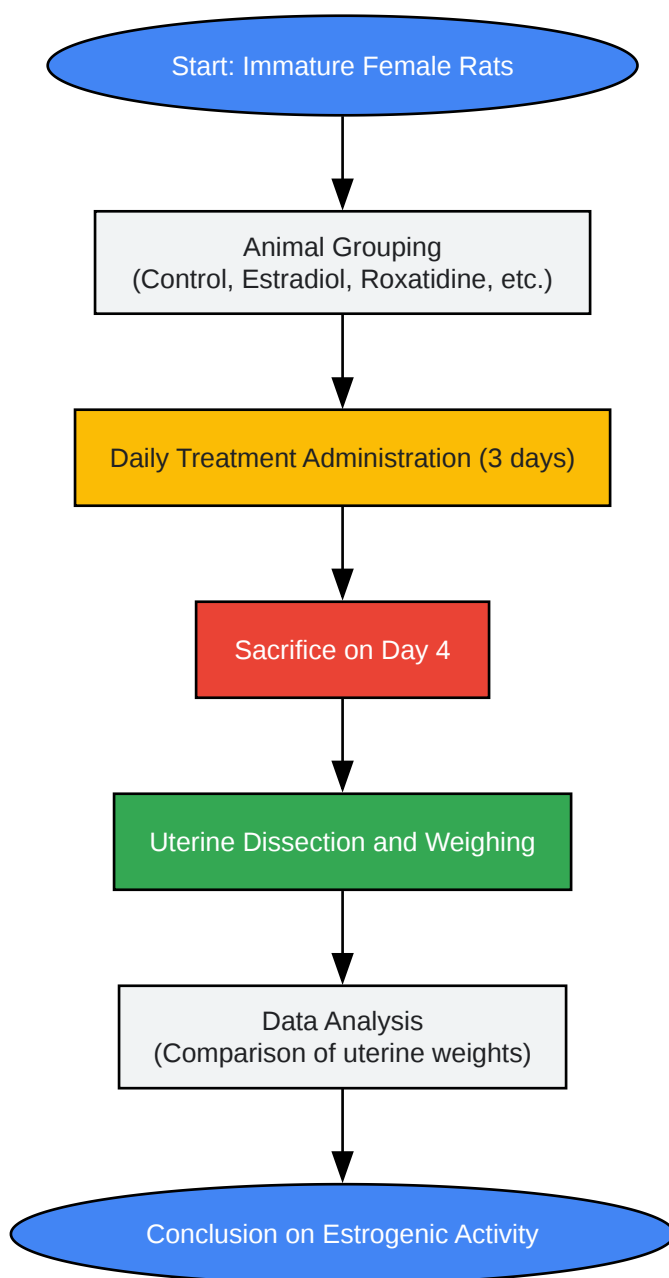 Start: Immature Female Rats
Animal Grouping
(Control, Estradiol, Roxatidine, etc.)
Daily Treatment Administration (3 days)
Sacrifice on Day 4
Uterine Dissection and Weighing
Data Analysis
(Comparison of uterine weights)
Conclusion on Estrogenic Activity